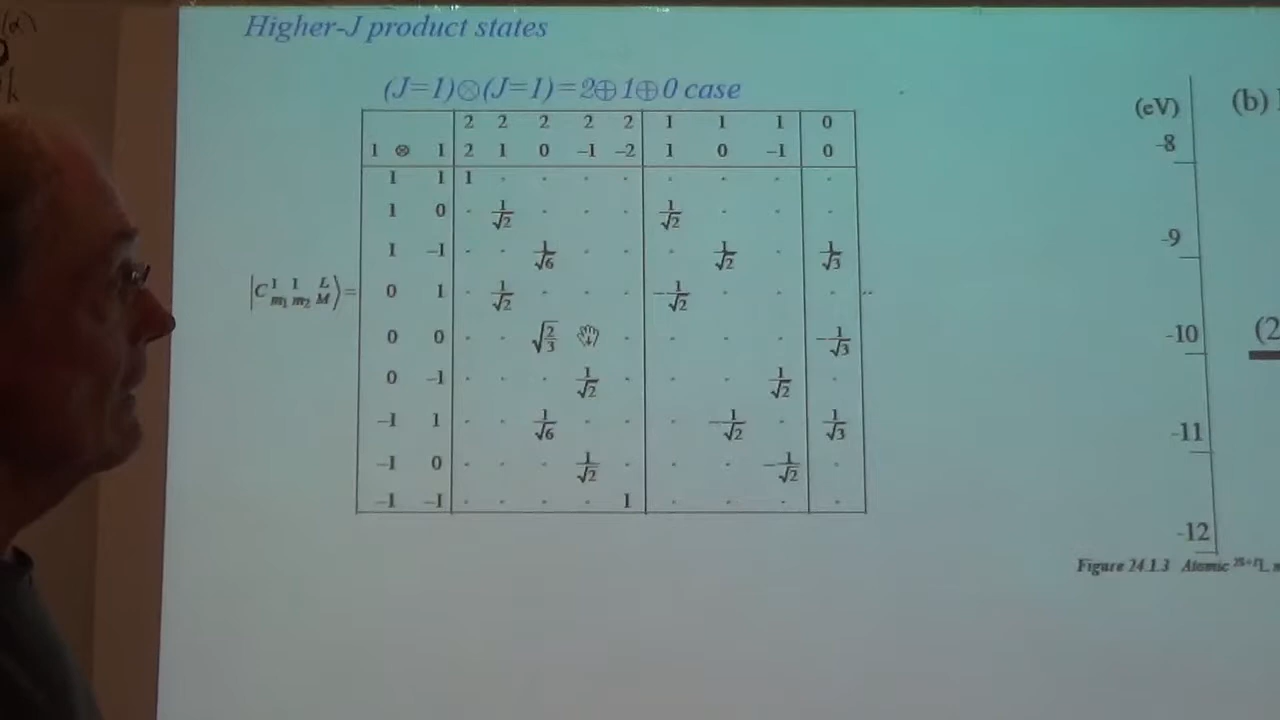 Higher-J product states
(J=1)⊗(J=1)=2⊕1⊕0 case
(eV)
(b)
2 2 2 2 2 1 1 1 0
1 ⊗ 1 2 1 0 -1 -2 1 0 -1 0
-8
1 1 1 · · · · · · · ·
1 0 · 1/√2 · · · 1/√2 · · ·
-9
1 -1 · · 1/√6 · · · 1/√2 · 1/√3
|C 1 m1 1 m2 L M⟩= 0 1 · 1/√2 · · · -1/√2 · · · ..
-10
(2
0 0 · · √2/3 · · · · -1/√3
0 -1 · · · 1/√2 · · · 1/√2 ·
-1 1 · · 1/√6 · · · -1/√2 · 1/√3
-11
-1 0 · · · 1/√2 · · · -1/√2 ·
-1 -1 · · · · 1 · · · ·
-12
Figure 24.1.3 Atomic L